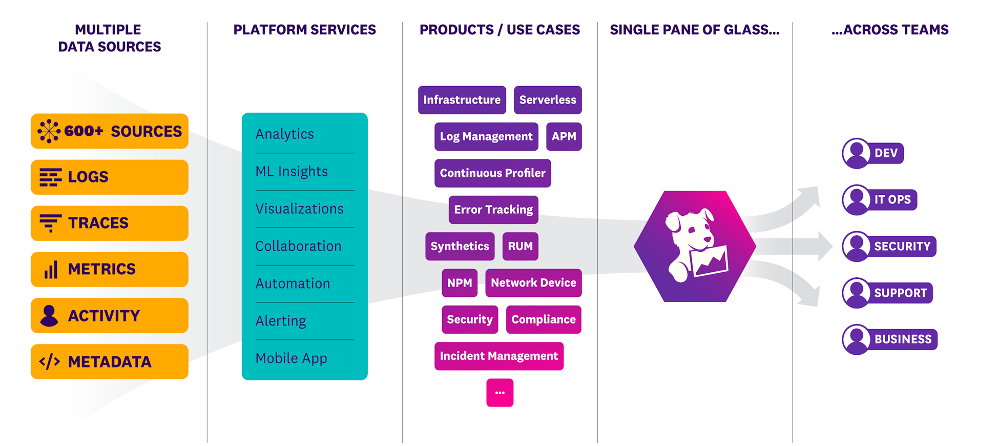 MULTIPLE
DATA SOURCES
600+ SOURCES
LOGS
TRACES
METRICS
ACTIVITY
</> METADATA
PLATFORM SERVICES
Analytics
ML Insights
Visualizations
Collaboration
Automation
Alerting
Mobile App
PRODUCTS / USE CASES
Infrastructure Serverless
Log Management APM
Continuous Profiler
Error Tracking
Synthetics RUM
NPM Network Device
Security Compliance
Incident Management
...
SINGLE PANE OF GLASS...
...ACROSS TEAMS
DEV
IT OPS
SECURITY
SUPPORT
BUSINESS